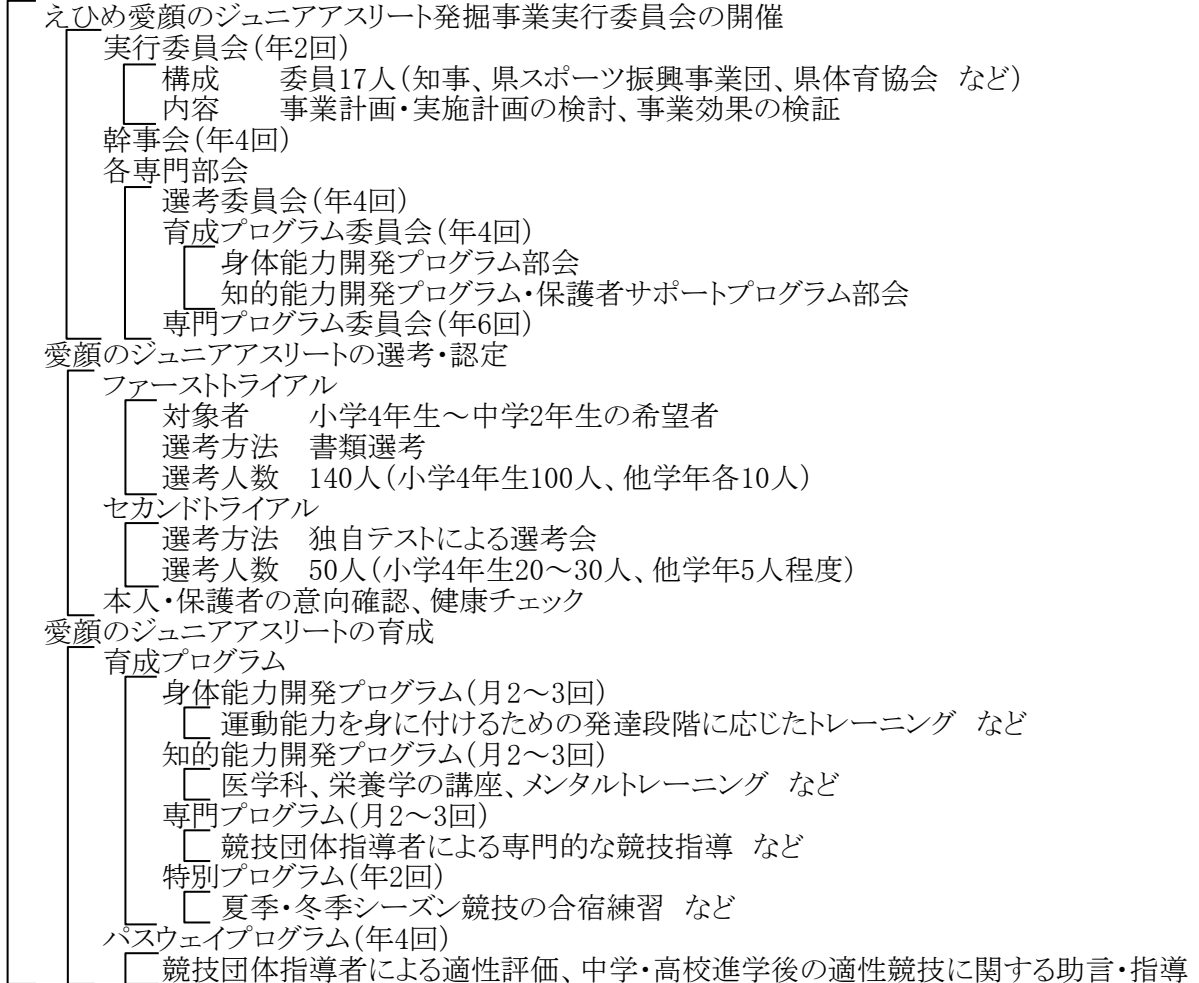 えひめ愛顔のジュニアアスリート発掘事業実行委員会の開催
実行委員会(年2回)
構成　　委員17人(知事、県スポーツ振興事業団、県体育協会　など)
内容　　事業計画・実施計画の検討、事業効果の検証
幹事会(年4回)
各専門部会
選考委員会(年4回)
育成プログラム委員会(年4回)
身体能力開発プログラム部会
知的能力開発プログラム・保護者サポートプログラム部会
専門プログラム委員会(年6回)
愛顔のジュニアアスリートの選考・認定
ファーストトライアル
対象者　　小学4年生～中学2年生の希望者
選考方法　書類選考
選考人数　140人(小学4年生100人、他学年各10人)
セカンドトライアル
選考方法　独自テストによる選考会
選考人数　50人(小学4年生20～30人、他学年5人程度)
本人・保護者の意向確認、健康チェック
愛顔のジュニアアスリートの育成
育成プログラム
身体能力開発プログラム(月2～3回)
運動能力を身に付けるための発達段階に応じたトレーニング　など
知的能力開発プログラム(月2～3回)
医学科、栄養学の講座、メンタルトレーニング　など
専門プログラム(月2～3回)
競技団体指導者による専門的な競技指導　など
特別プログラム(年2回)
夏季・冬季シーズン競技の合宿練習　など
パスウェイプログラム(年4回)
競技団体指導者による適性評価、中学・高校進学後の適性競技に関する助言・指導